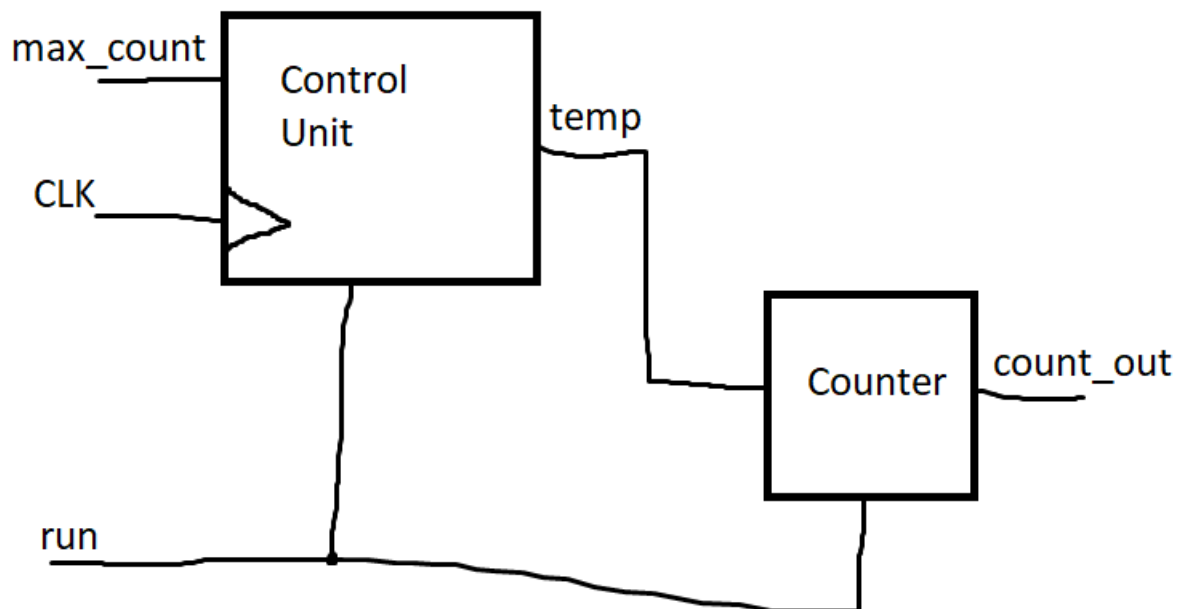 max_count
Control
Unit
temp
CLK
Counter
count_out
run